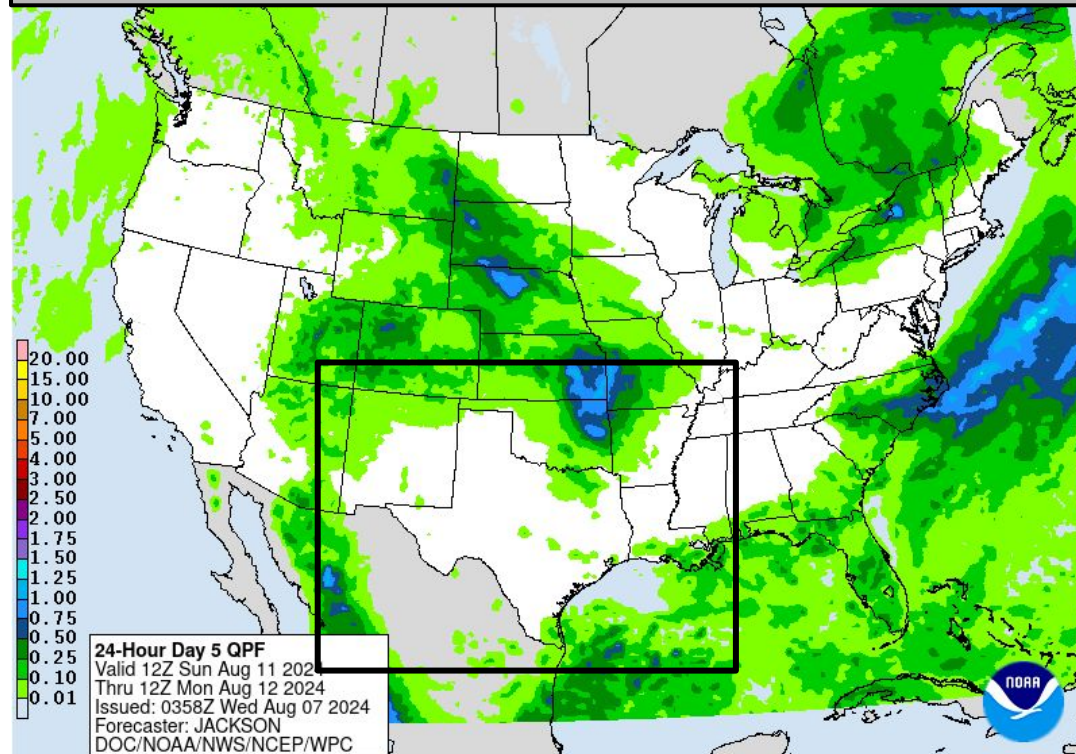 20.00
15.00
10.00
7.00
5.00
4.00
3.00
2.50
2.00
1.75
1.50
1.25
1.00
0.75
0.50
0.25
0.10
0.01
24-Hour Day 5 QPF
Valid 12Z Sun Aug 11 2024
Thru 12Z Mon Aug 12 2024
Issued: 0358Z Wed Aug 07 2024
Forecaster: JACKSON
DOC/NOAA/NWS/NCEP/WPC
NOAA